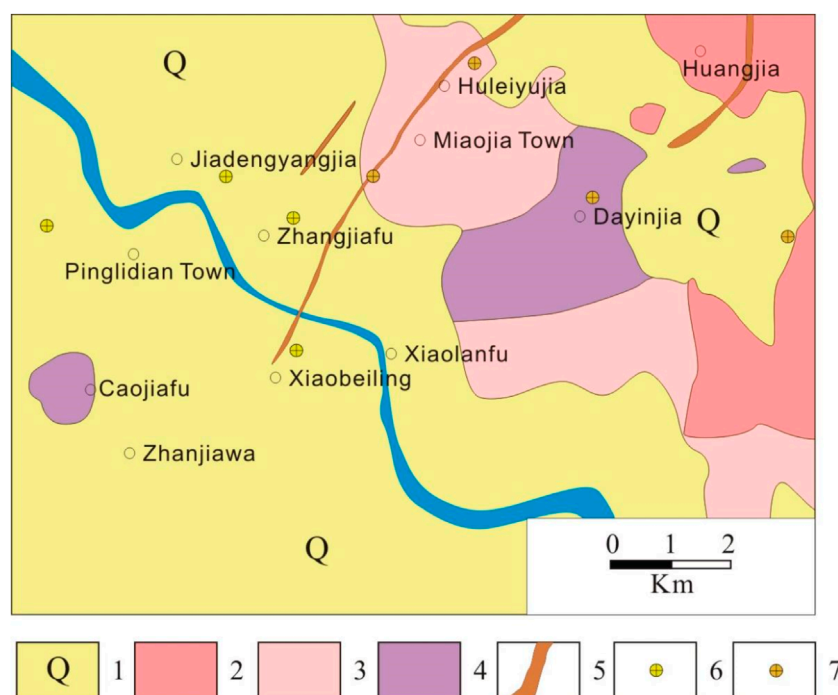 Q
Huangjia
Huleiyujia
Miaojia Town
Jiadengyangjia
Dayinjia
Q
Zhangjiafu
Pinglidian Town
Xiaolanfu
Xiaobeiling
Caojiafu
Zhanjiawa
Q
0 1 2
Km
Q 1 2 3 4 5 6 7